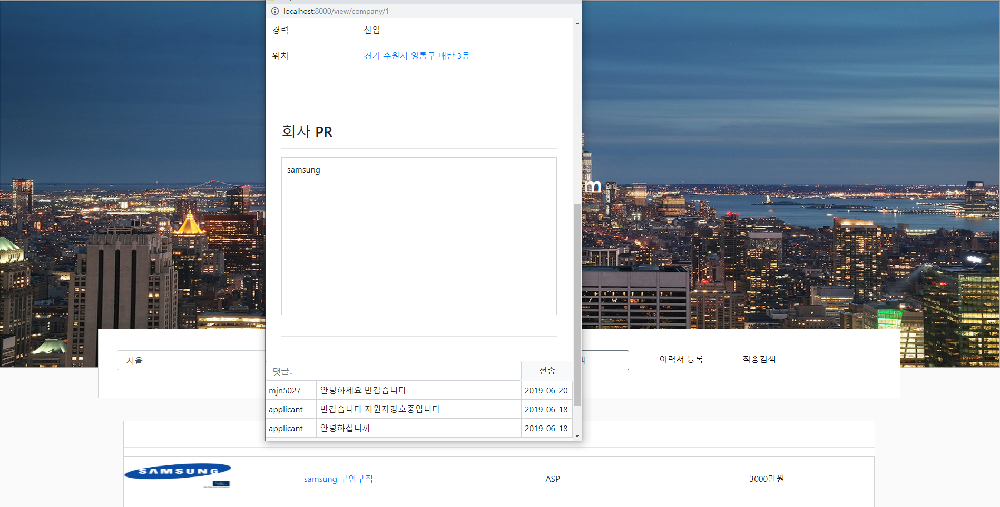 localhost:8000/view/company/1
경력 신입
위치 경기 수원시 영통구 매탄 3동
회사 PR
samsung
m
댓글.. 전송
mjn5027 안녕하세요 반갑습니다 2019-06-20
applicant 반갑습니다 지원자강호중입니다 2019-06-18
applicant 안녕하십니까 2019-06-18
서울 이력서 등록 직종검색
SAMSUNG samsung 구인구직 ASP 3000만원